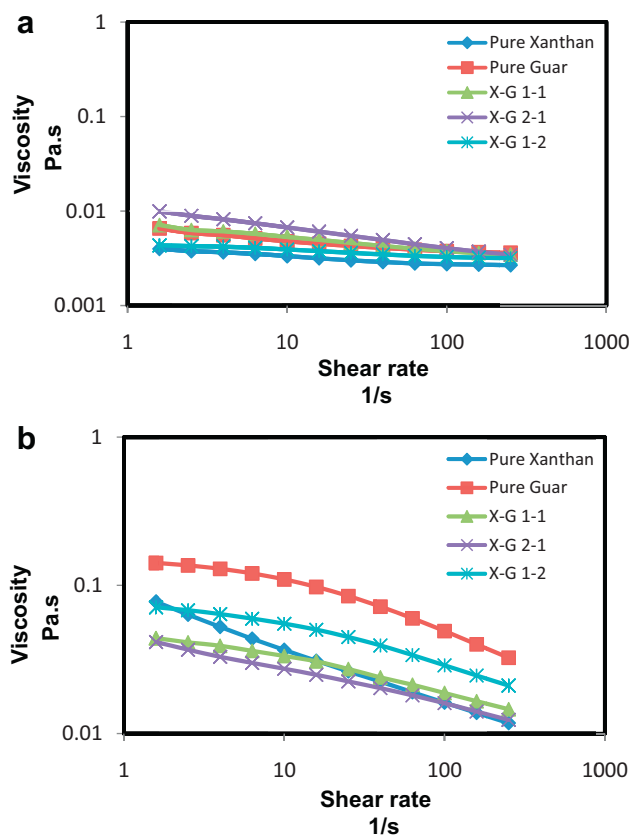 a
1
0.1
0.01
0.001
Viscosity
Pa.s
Pure Xanthan
Pure Guar
X-G 1-1
X-G 2-1
X-G 1-2
1 10 100 1000
Shear rate
1/s
b
1
0.1
0.01
Viscosity
Pa.s
Pure Xanthan
Pure Guar
X-G 1-1
X-G 2-1
X-G 1-2
1 10 100 1000
Shear rate
1/s